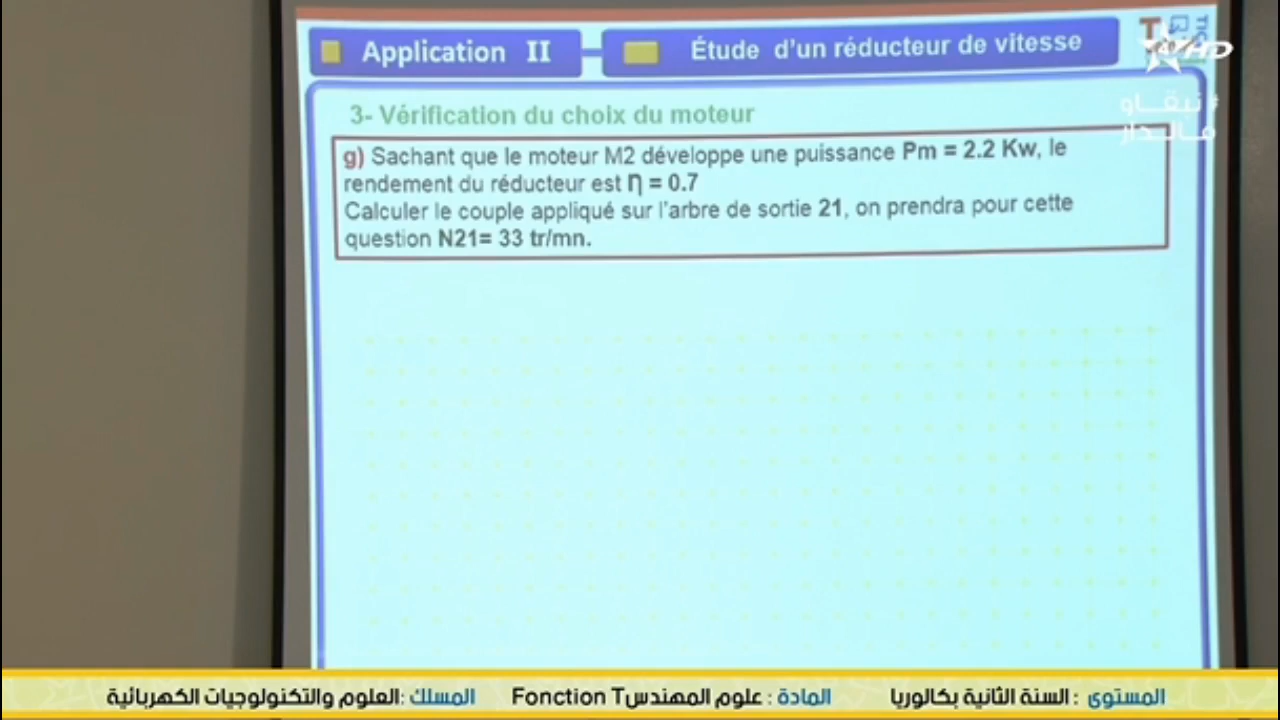 Application II
Étude d'un réducteur de vitesse
HD
# نبقاو
فالدار
3- Vérification du choix du moteur
g) Sachant que le moteur M2 développe une puissance Pm = 2.2 Kw, le
rendement du réducteur est Ƞ = 0.7
Calculer le couple appliqué sur l'arbre de sortie 21, on prendra pour cette
question N21= 33 tr/mn.
المستوى : السنة الثانية بكالوريا المادة : علوم المهندس Fonction T المسلك : العلوم والتكنولوجيات الكهربائية